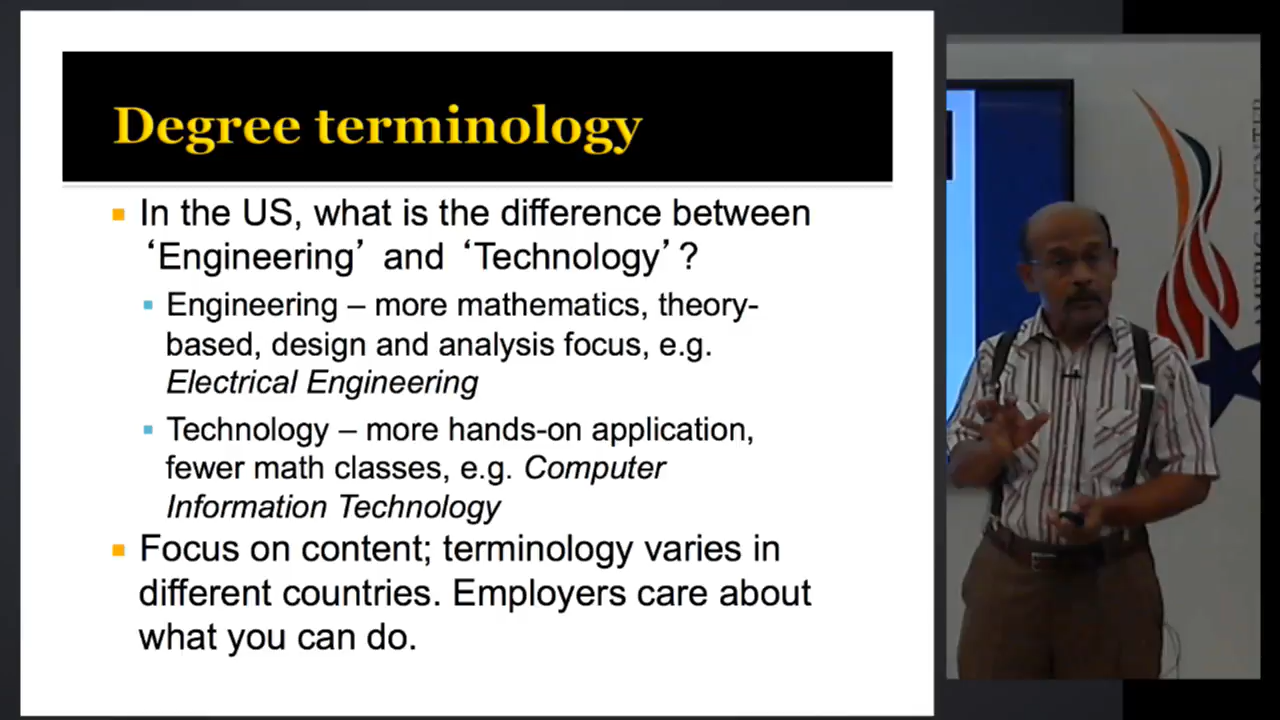 Degree terminology
In the US, what is the difference between
‘Engineering’ and ‘Technology’?
Engineering – more mathematics, theory-
based, design and analysis focus, e.g.
Electrical Engineering
Technology – more hands-on application,
fewer math classes, e.g. Computer
Information Technology
Focus on content; terminology varies in
different countries. Employers care about
what you can do.
AMERICAN CENTER